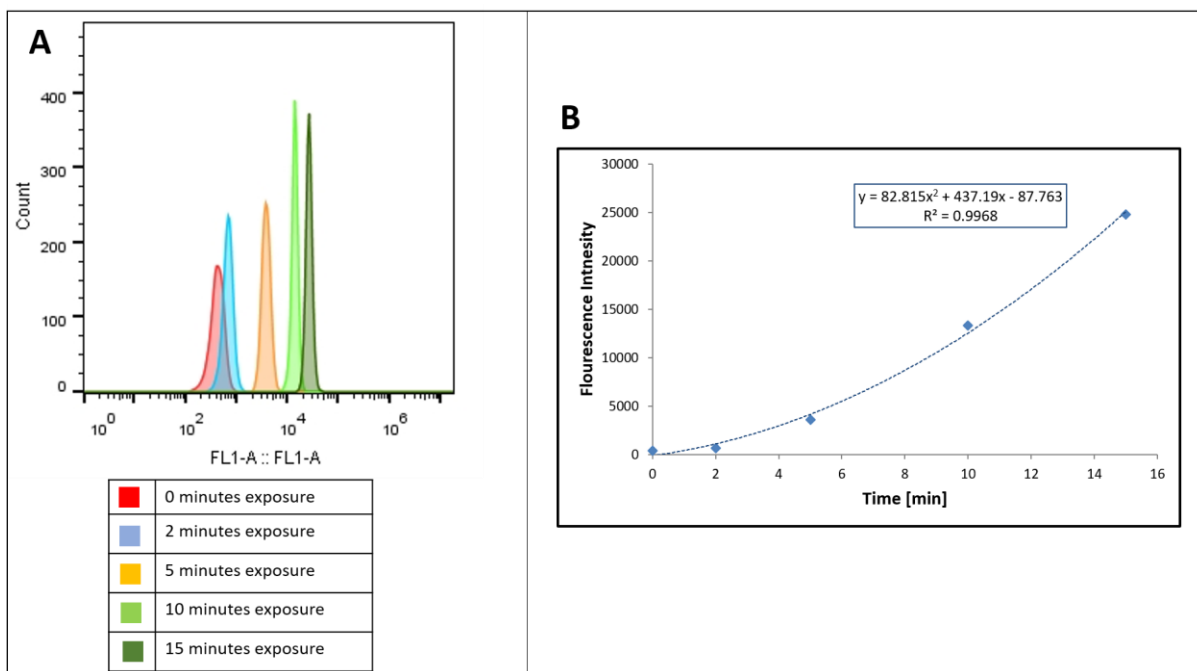 A
400
300
200
100
0
Count
10^0
10^2
10^4
10^6
FL1-A :: FL1-A
0 minutes exposure
2 minutes exposure
5 minutes exposure
10 minutes exposure
15 minutes exposure
B
30000
25000
20000
15000
10000
5000
0
Flourescence Intnesity
y = 82.815x² + 437.19x - 87.763
R² = 0.9968
0 2 4 6 8 10 12 14 16
Time [min]